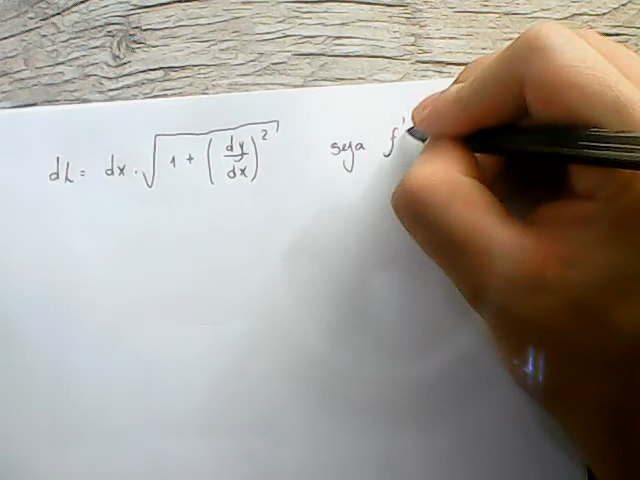 dL = dx · √(1 + (dy/dx)²) seja f'